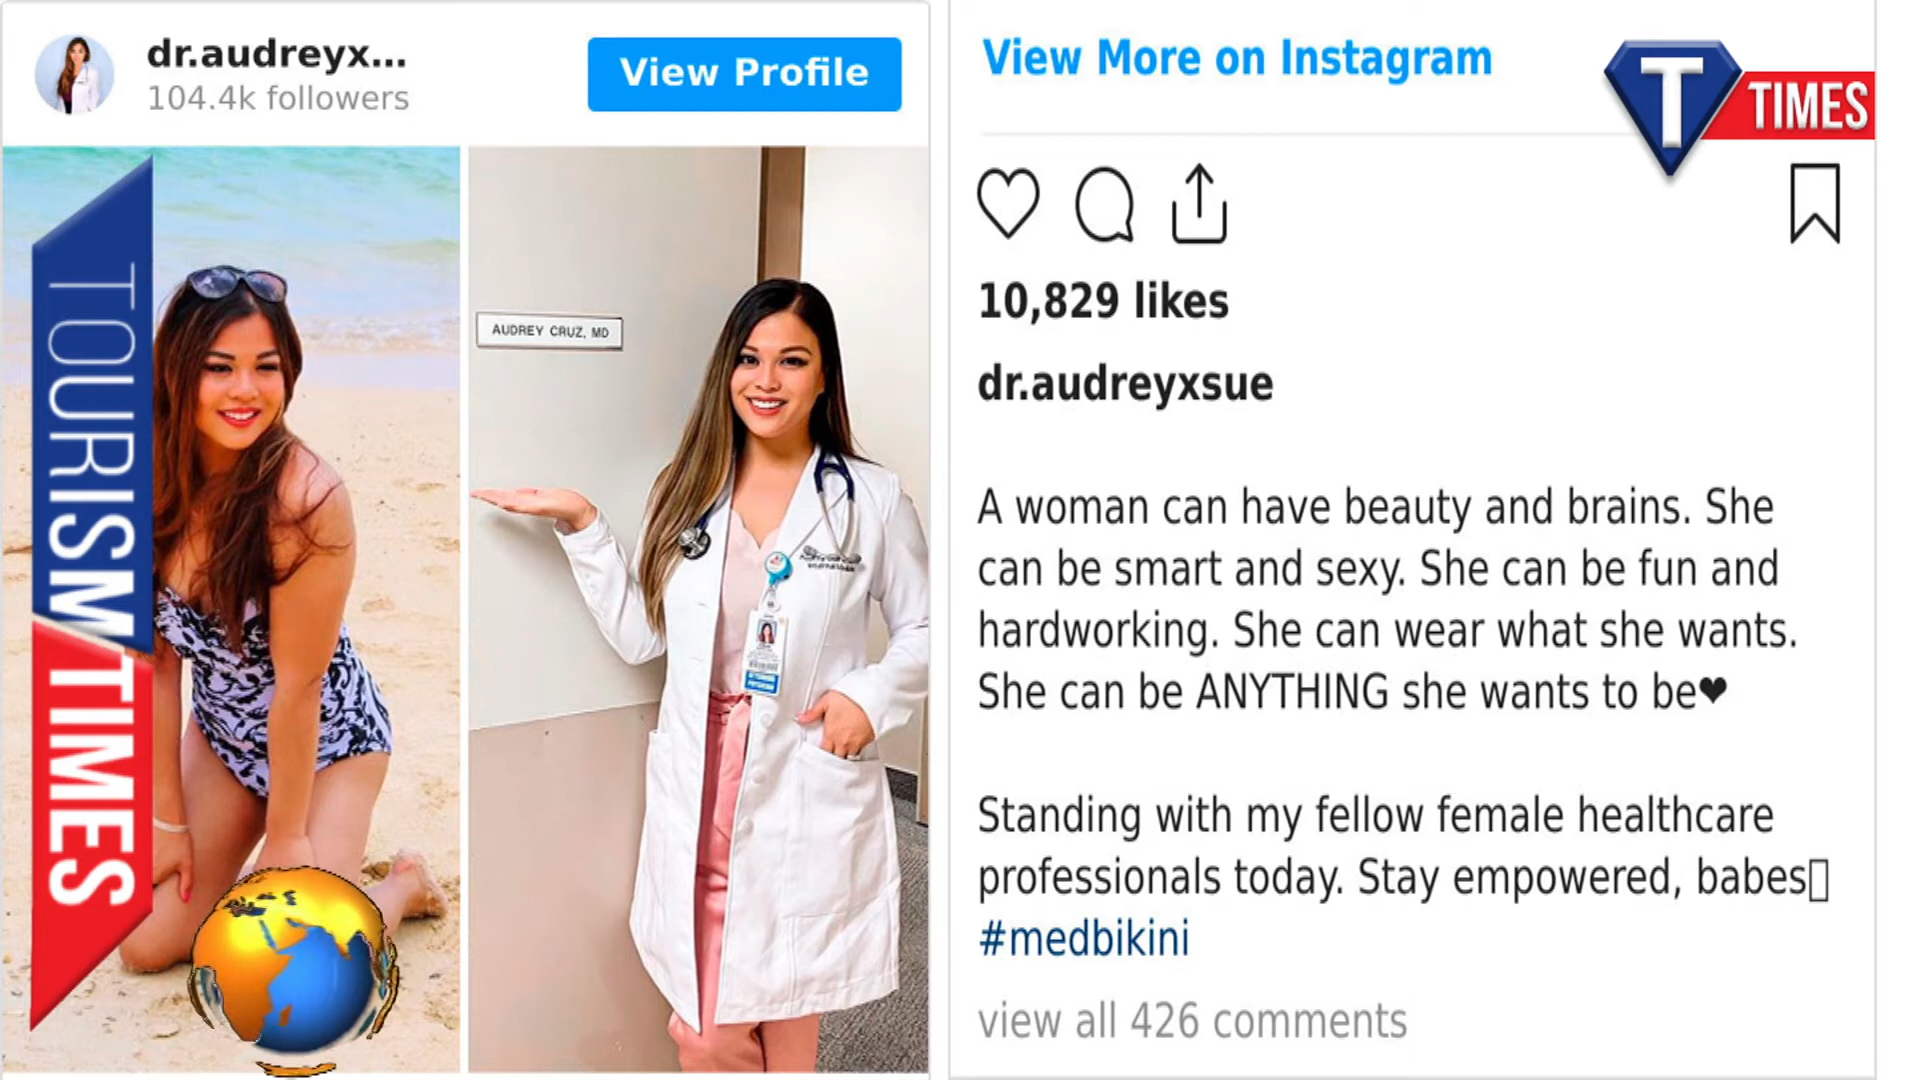 dr.audreyx...
104.4k followers
View Profile
TOURISMTIMES
AUDREY CRUZ, MD
View More on Instagram
T TIMES
10,829 likes
dr.audreyxsue
A woman can have beauty and brains. She
can be smart and sexy. She can be fun and
hardworking. She can wear what she wants.
She can be ANYTHING she wants to be♥
Standing with my fellow female healthcare
professionals today. Stay empowered, babes
#medbikini
view all 426 comments